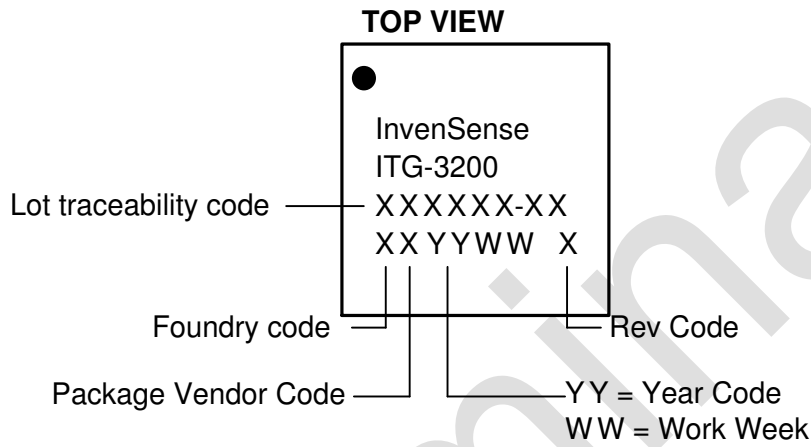 TOP VIEW
InvenSense
ITG-3200
Lot traceability code
XXXXXX-XX
XXYYWW X
Foundry code
Rev Code
Package Vendor Code
YY = Year Code
WW = Work Week